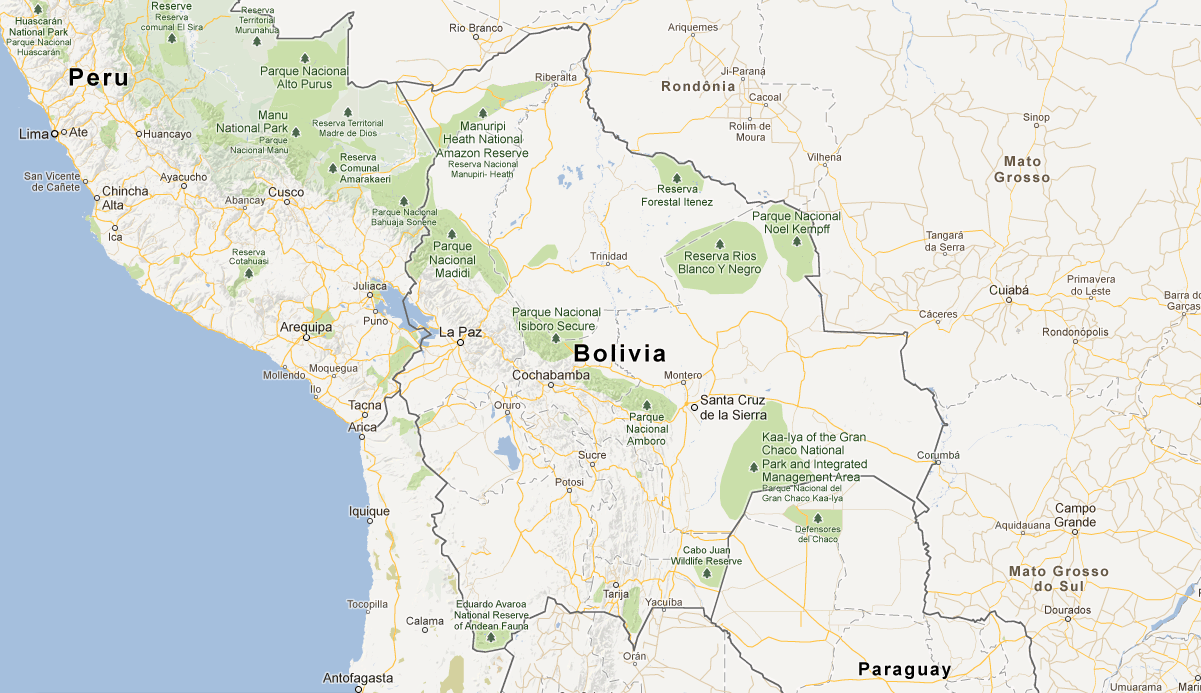 Huascarán
National Park
Parque Nacional
Huascarán
Reserve
Reserva
comunal El Sira
Reserva
Territorial
Murunahua
Peru
Parque Nacional
Alto Purus
Rio Branco
Ariquemes
Riberalta
Ji-Paraná
Rondônia
Cacoal
Rolim de
Moura
Vilhena
Sinop
Mato
Grosso
Lima
Ate
Huancayo
Manu
National Park
Parque
Nacional Manu
Reserva Territorial
Madre de Dios
Manuripi
Heath National
Amazon Reserve
Reserva Nacional
Manupiri- Heath
Reserva
Comunal
Amarakaeri
San Vicente
de Cañete
Chincha
Alta
Ayacucho
Abancay
Cusco
Ica
Parque Nacional
Bahuaja Sonene
Reserva
Forestal Itenez
Parque Nacional
Noel Kempff
Reserva
Cotahuasi
Parque
Nacional
Madidi
Trinidad
Reserva Rios
Blanco Y Negro
Tangará
da Serra
Cuiabá
Primavera
do Leste
Barra do
Garças
Juliaca
Puno
Cáceres
Rondonópolis
Arequipa
La Paz
Parque Nacional
Isiboro Secure
Bolivia
Mollendo
Moquegua
Ilo
Cochabamba
Montero
Tacna
Arica
Oruro
Santa Cruz
de la Sierra
Parque
Nacional
Amboro
Kaa-Iya of the Gran
Chaco National
Park and Integrated
Management Area
Parque Nacional del
Gran Chaco Kaa-Iya
Corumbá
Sucre
Potosi
Iquique
Defensores
del Chaco
Aquidauana
Campo
Grande
Cabo Juan
Wildlife Reserve
Mato Grosso
do Sul
Tocopilla
Calama
Eduardo Avaroa
National Reserve
of Andean Fauna
Tarija
Yacuíba
Dourados
Orán
Antofagasta
Paraguay
Umuarama
Mari